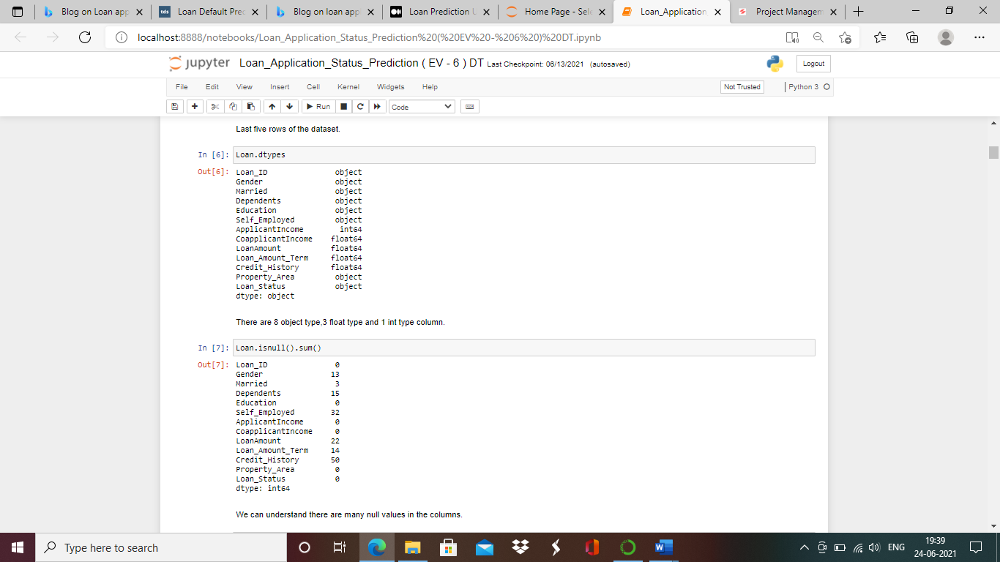 Blog on Loan app
tds
Loan Default Pred
Blog on loan app
Loan Prediction U
Home Page - Sele
Loan_Application
Project Managem
localhost:8888/notebooks/Loan_Application_Status_Prediction%20(%20EV%20-%206%20)%20DT.ipynb
jupyter Loan_Application_Status_Prediction ( EV - 6 ) DT Last Checkpoint: 06/13/2021 (autosaved)
Logout
File Edit View Insert Cell Kernel Widgets Help
Not Trusted
Python 3
Run
Code
Last five rows of the dataset.
In [6]: Loan.dtypes
Out[6]: Loan_ID object
Gender object
Married object
Dependents object
Education object
Self_Employed object
ApplicantIncome int64
CoapplicantIncome float64
LoanAmount float64
Loan_Amount_Term float64
Credit_History float64
Property_Area object
Loan_Status object
dtype: object
There are 8 object type,3 float type and 1 int type column.
In [7]: Loan.isnull().sum()
Out[7]: Loan_ID 0
Gender 13
Married 3
Dependents 15
Education 0
Self_Employed 32
ApplicantIncome 0
CoapplicantIncome 0
LoanAmount 22
Loan_Amount_Term 14
Credit_History 50
Property_Area 0
Loan_Status 0
dtype: int64
We can understand there are many null values in the columns.
Type here to search
W
ENG
19:39
24-06-2021